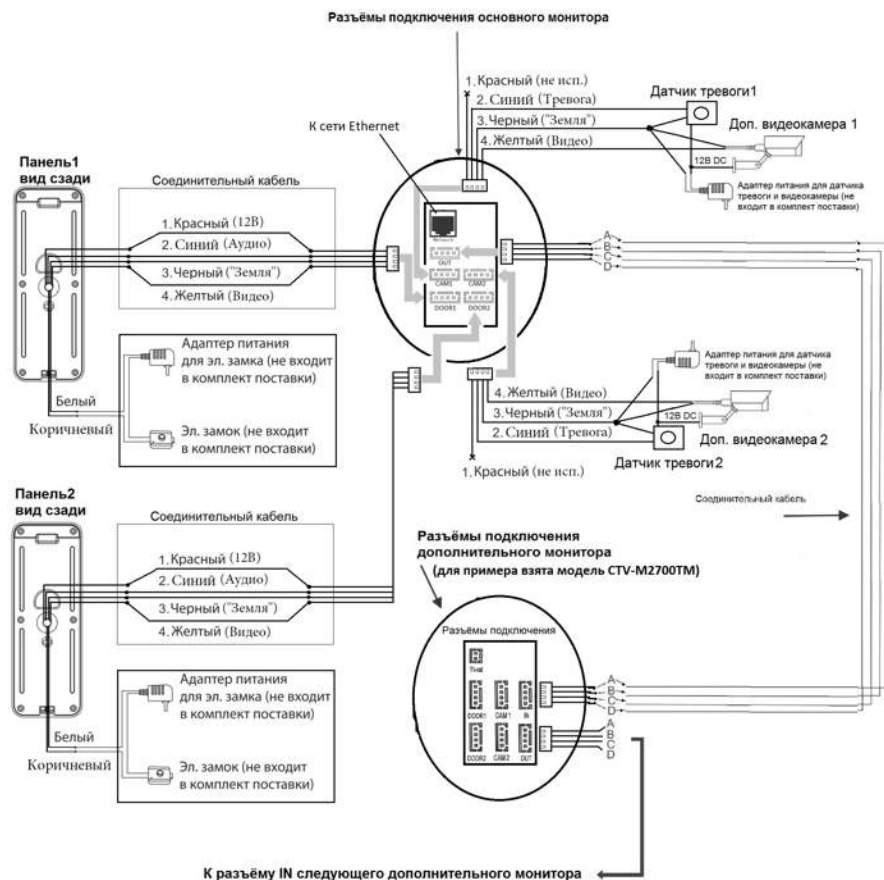 Разъёмы подключения основного монитора
1. Красный (не исп.)
2. Синий (Тревога)
3. Черный ("Земля")
4. Желтый (Видео)
Датчик тревоги1
Доп. видеокамера 1
12В DC
Адаптер питания для датчика
тревоги и видеокамеры (не
входит в комплект поставки)
К сети Ethernet
Панель1
вид сзади
Соединительный кабель
1. Красный (12В)
2. Синий (Аудио)
3. Черный ("Земля")
4. Желтый (Видео)
Network
OUT
CAM1 CAM2
DOOR1 DOOR2
A
B
C
D
Адаптер питания
для эл. замка (не входит
в комплект поставки)
Белый
Коричневый
Эл. замок (не входит
в комплект поставки)
Адаптер питания для датчика
тревоги и видеокамеры (не
входит в комплект поставки)
4. Желтый (Видео)
3. Черный ("Земля")
2. Синий (Тревога)
1. Красный (не исп.)
12В DC
Доп. видеокамера 2
Датчик тревоги2
Панель2
вид сзади
Соединительный кабель
1. Красный (12В)
2. Синий (Аудио)
3. Черный ("Земля")
4. Желтый (Видео)
Соединительный кабель
Разъёмы подключения
дополнительного монитора
(для примера взята модель CTV-M2700TM)
Разъёмы подключения
DOOR1 CAM 1 IN
DOOR2 CAM2 OUT
A
B
C
D
A
B
C
D
Адаптер питания
для эл. замка (не входит
в комплект поставки)
Белый
Коричневый
Эл. замок (не входит
в комплект поставки)
К разъёму IN следующего дополнительного монитора